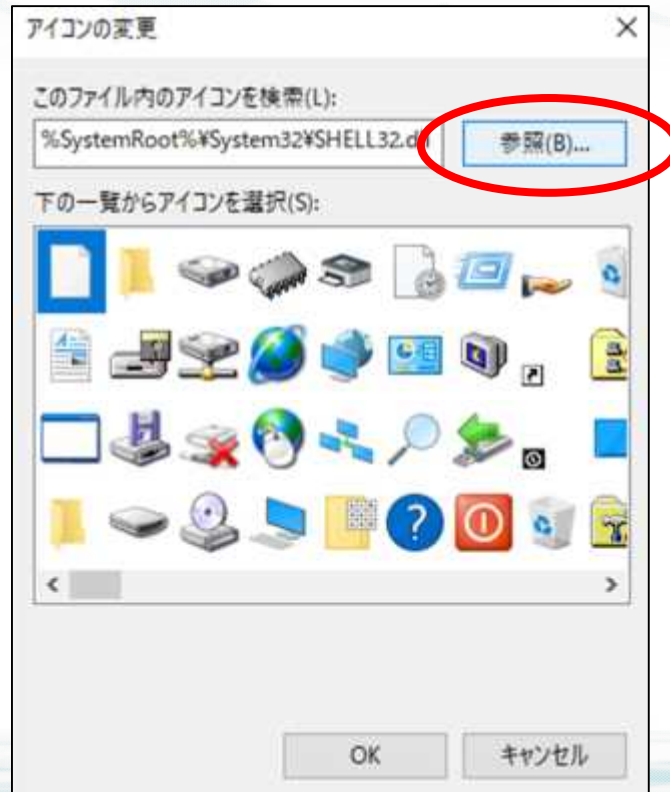 アイコンの変更
このファイル内のアイコンを検索(L):
%SystemRoot%¥System32¥SHELL32.dll
参照(B)...
下の一覧からアイコンを選択(S):
OK
キャンセル